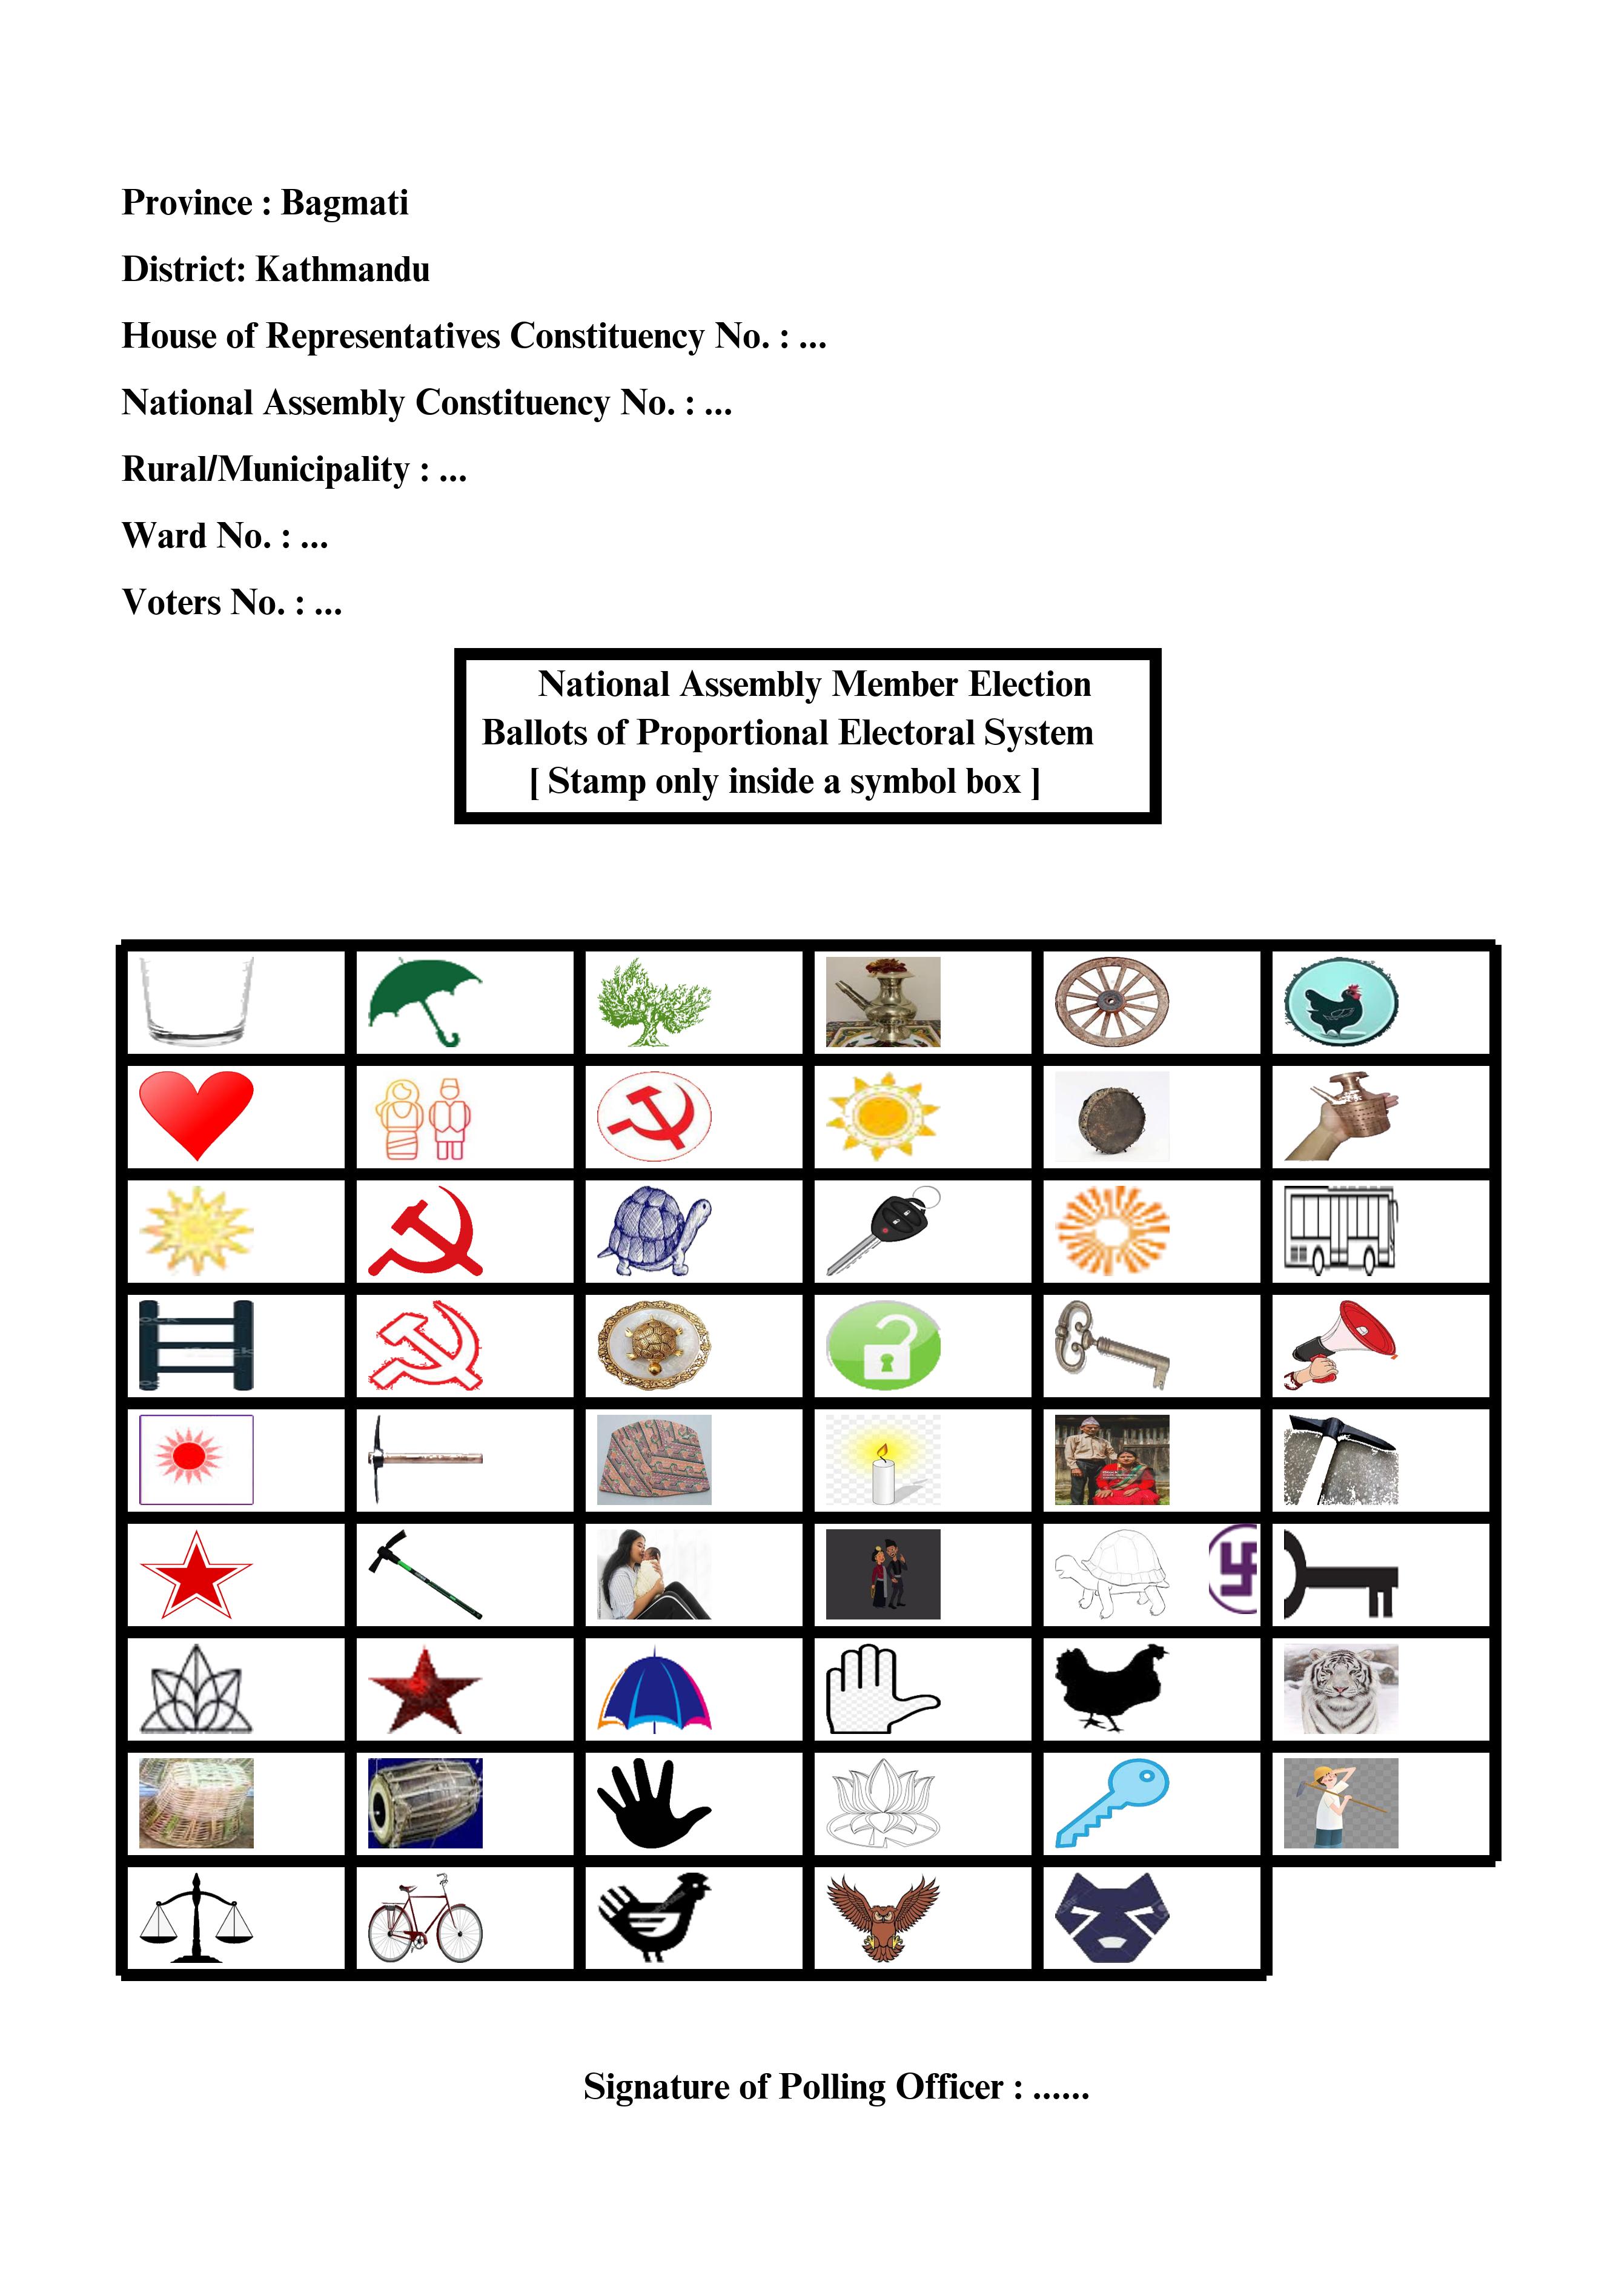 Province : Bagmati
District: Kathmandu
House of Representatives Constituency No. : ...
National Assembly Constituency No. : ...
Rural/Municipality : ...
Ward No. : ...
Voters No. : ...
National Assembly Member Election
Ballots of Proportional Electoral System
[ Stamp only inside a symbol box ]
Signature of Polling Officer : ......